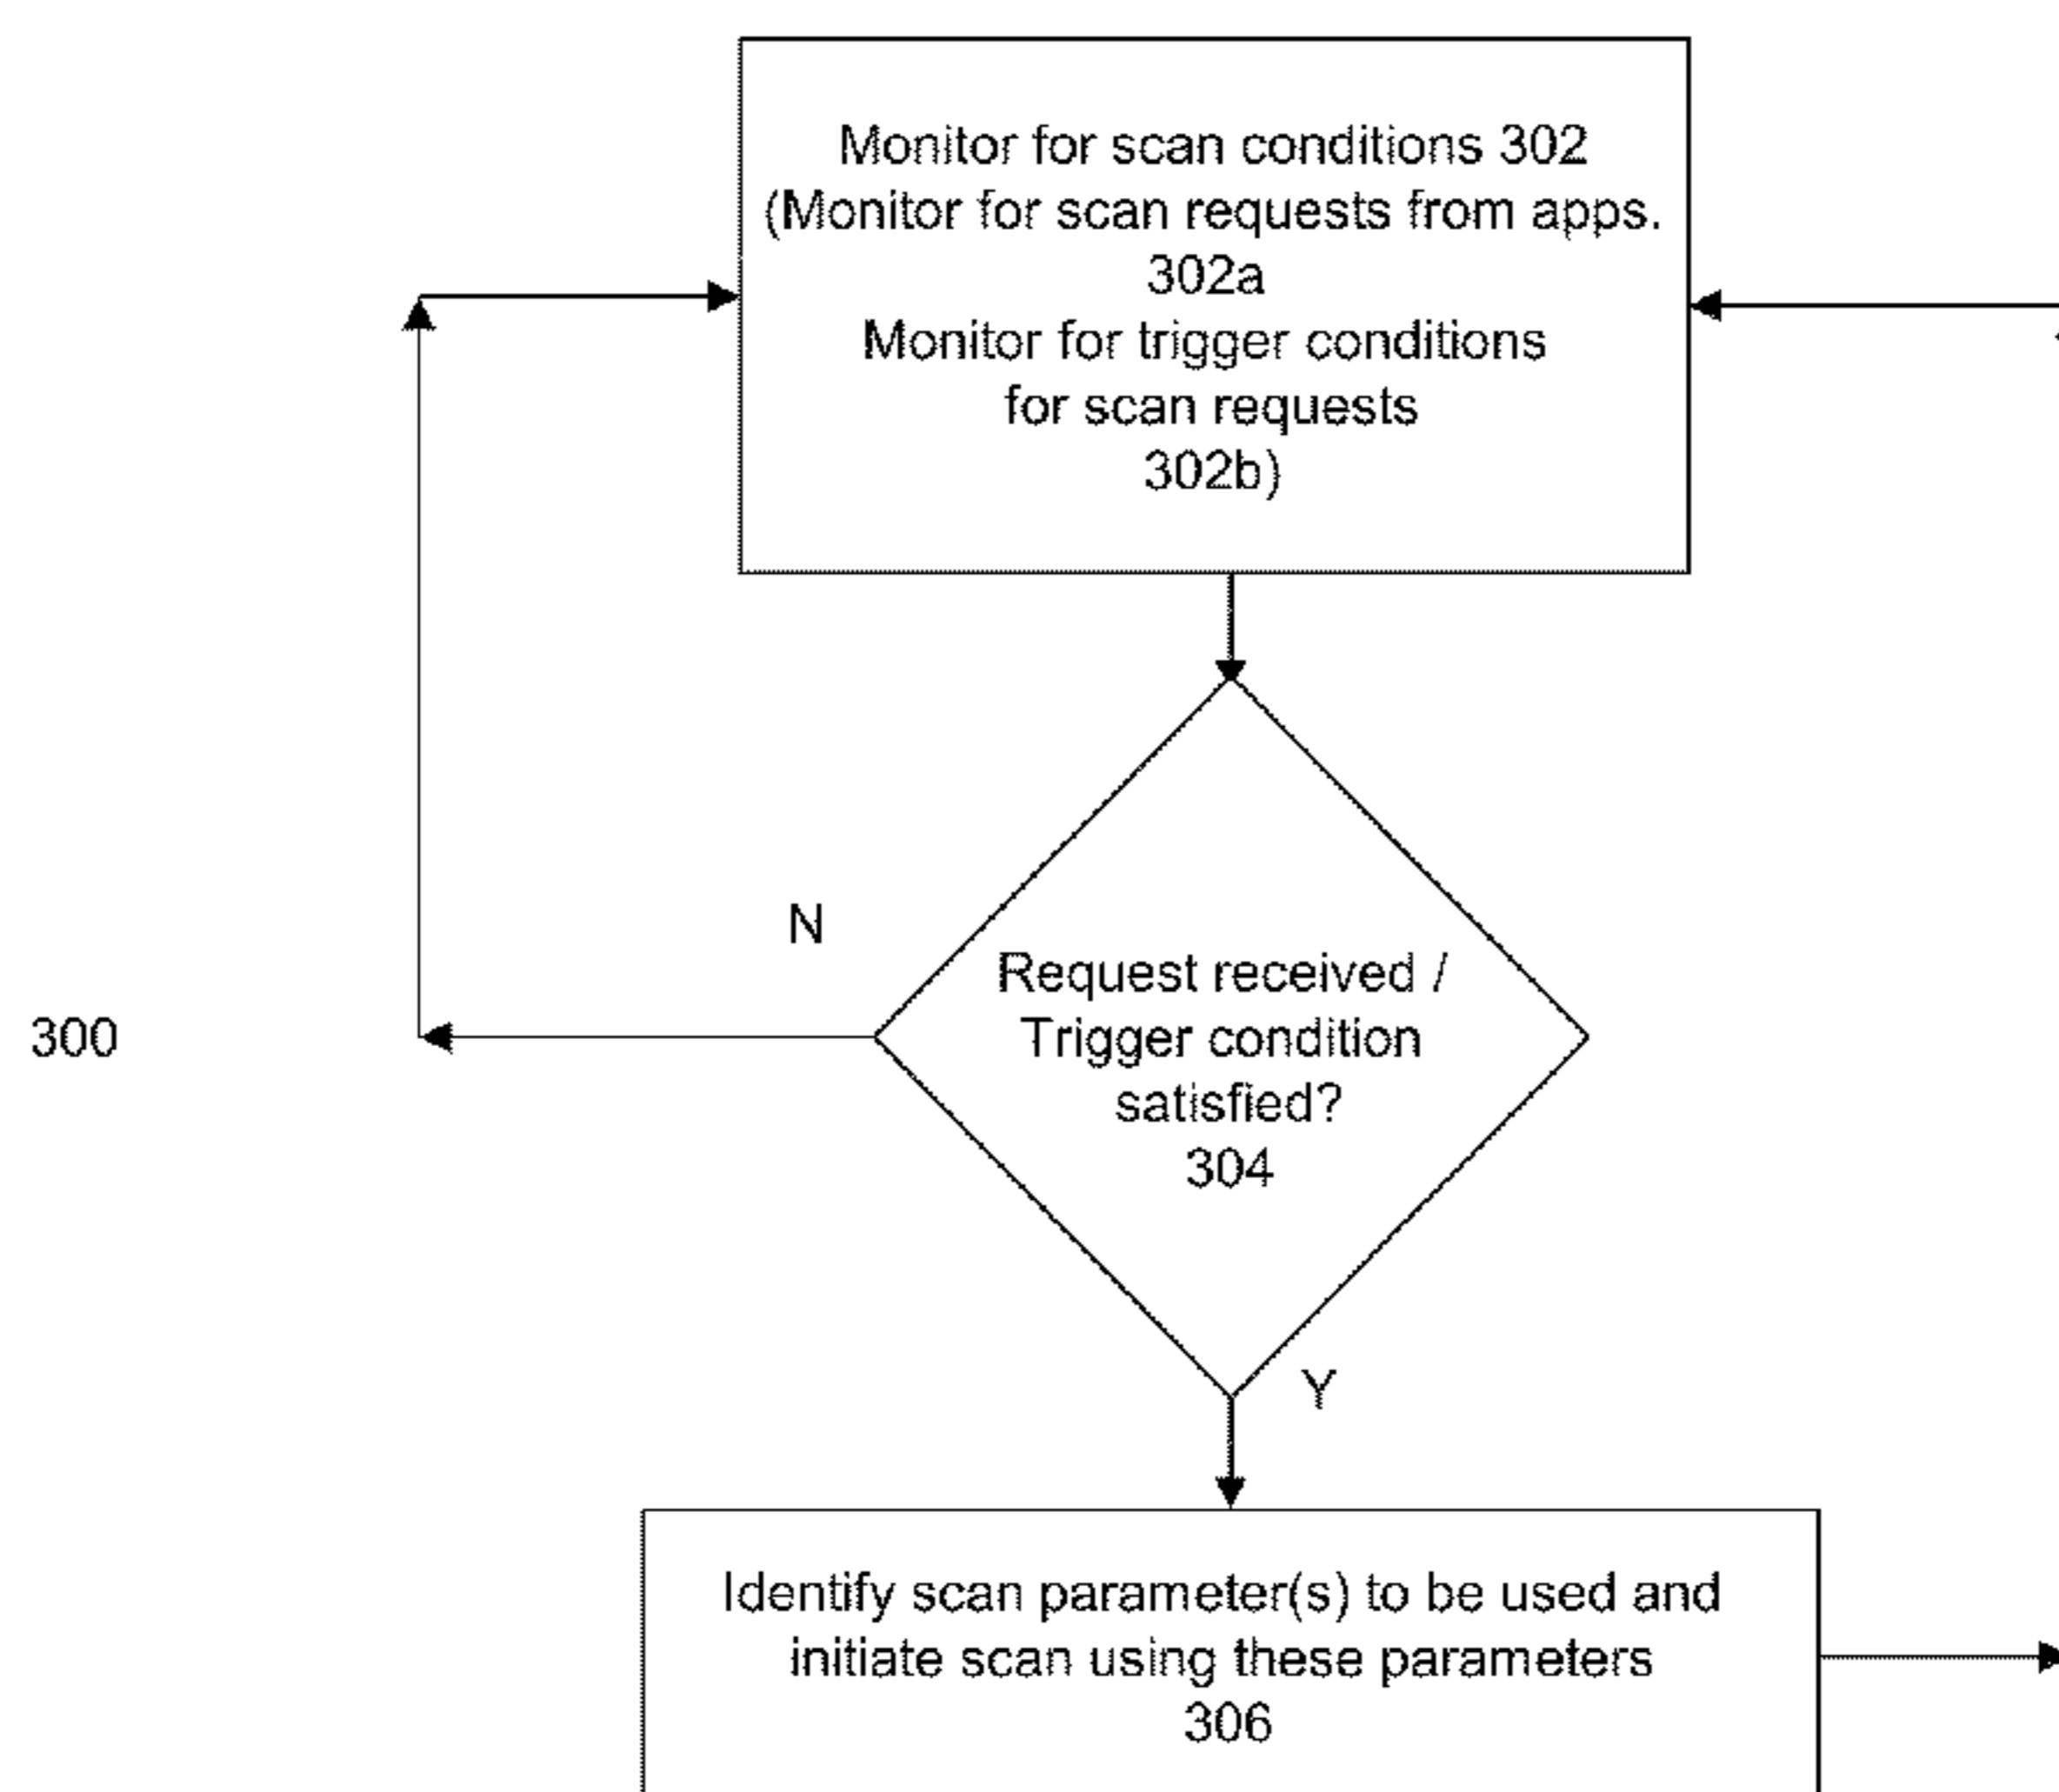 Monitor for scan conditions 302
(Monitor for scan requests from apps.
302a
Monitor for trigger conditions
for scan requests
302b)
N
Request received /
Trigger condition
satisfied?
304
300
Y
Identify scan parameter(s) to be used and
initiate scan using these parameters
306